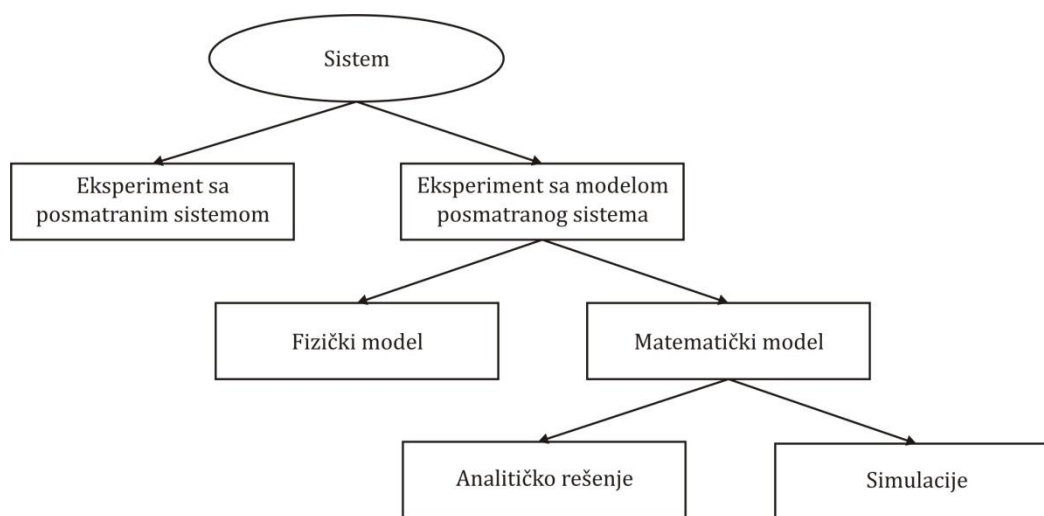 Sistem
Eksperiment sa
posmatranim sistemom
Eksperiment sa modelom
posmatranog sistema
Fizički model
Matematički model
Analitičko rešenje
Simulacije